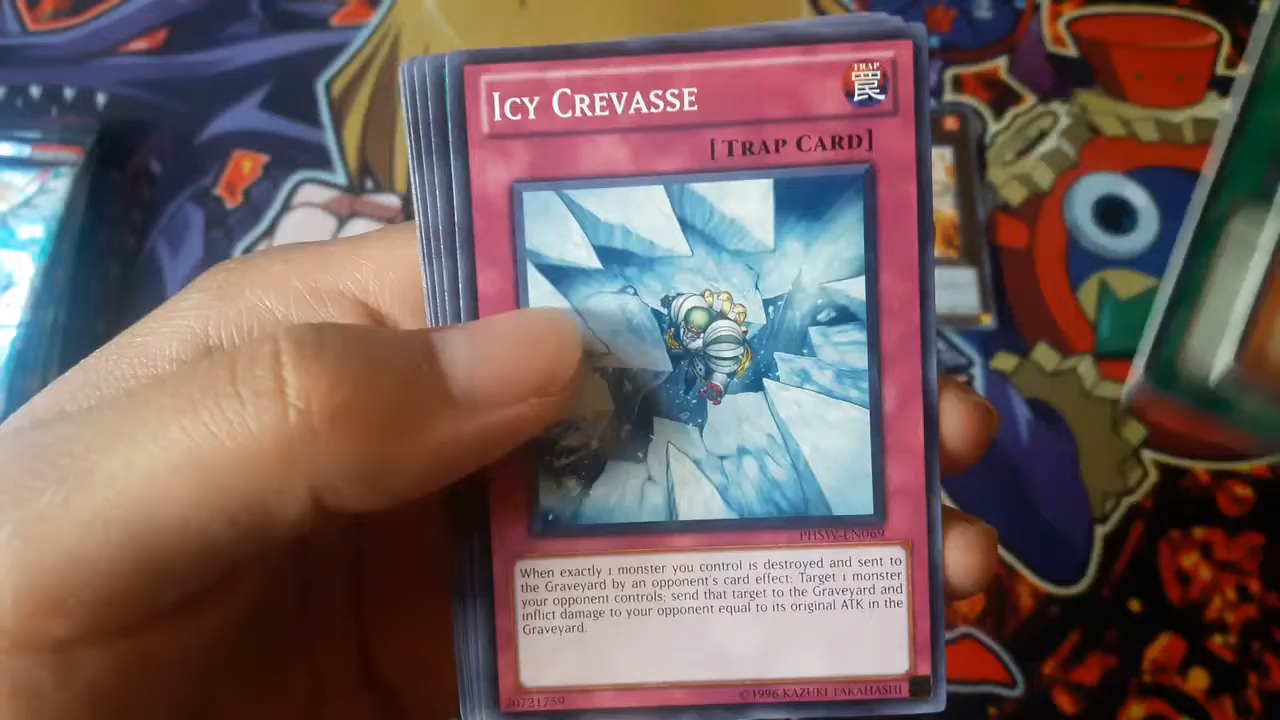 ICY CREVASSE
TRAP
罠
[TRAP CARD]
PHSW-EN069
When exactly 1 monster you control is destroyed and sent to
the Graveyard by an opponent's card effect: Target 1 monster
your opponent controls; send that target to the Graveyard and
inflict damage to your opponent equal to its original ATK in the
Graveyard.
20721759
©1996 KAZUKI TAKAHASHI